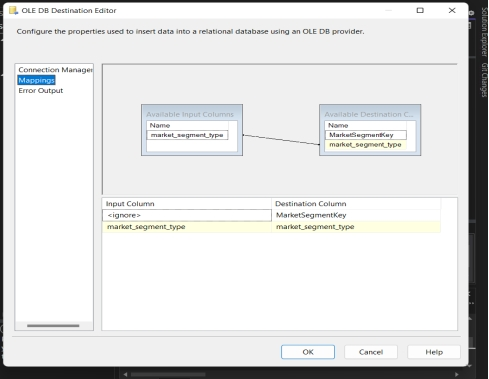 OLE DB Destination Editor
Configure the properties used to insert data into a relational database using an OLE DB provider.
Connection Manager
Mappings
Error Output
Available Input Columns
Name
market_segment_type
Available Destination C...
Name
MarketSegmentKey
market_segment_type
Input Column Destination Column
<ignore> MarketSegmentKey
market_segment_type market_segment_type
OK Cancel Help
Solution Explorer
Git Changes